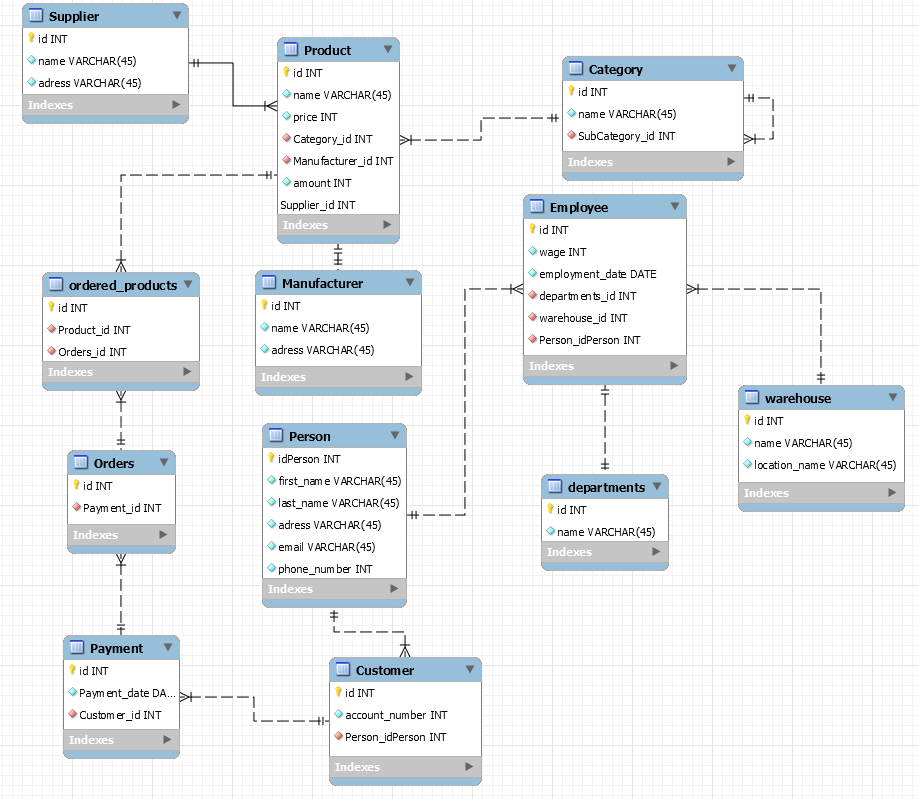 Supplier
id INT
name VARCHAR(45)
adress VARCHAR(45)
Indexes
Product
id INT
name VARCHAR(45)
price INT
Category_id INT
Manufacturer_id INT
amount INT
Supplier_id INT
Indexes
Category
id INT
name VARCHAR(45)
SubCategory_id INT
Indexes
Employee
id INT
wage INT
employment_date DATE
departments_id INT
warehouse_id INT
Person_idPerson INT
Indexes
ordered_products
id INT
Product_id INT
Orders_id INT
Indexes
Manufacturer
id INT
name VARCHAR(45)
adress VARCHAR(45)
Indexes
warehouse
id INT
name VARCHAR(45)
location_name VARCHAR(45)
Indexes
Person
idPerson INT
first_name VARCHAR(45)
last_name VARCHAR(45)
adress VARCHAR(45)
email VARCHAR(45)
phone_number INT
Indexes
Orders
id INT
Payment_id INT
Indexes
departments
id INT
name VARCHAR(45)
Indexes
Payment
id INT
Payment_date DA...
Customer_id INT
Indexes
Customer
id INT
account_number INT
Person_idPerson INT
Indexes